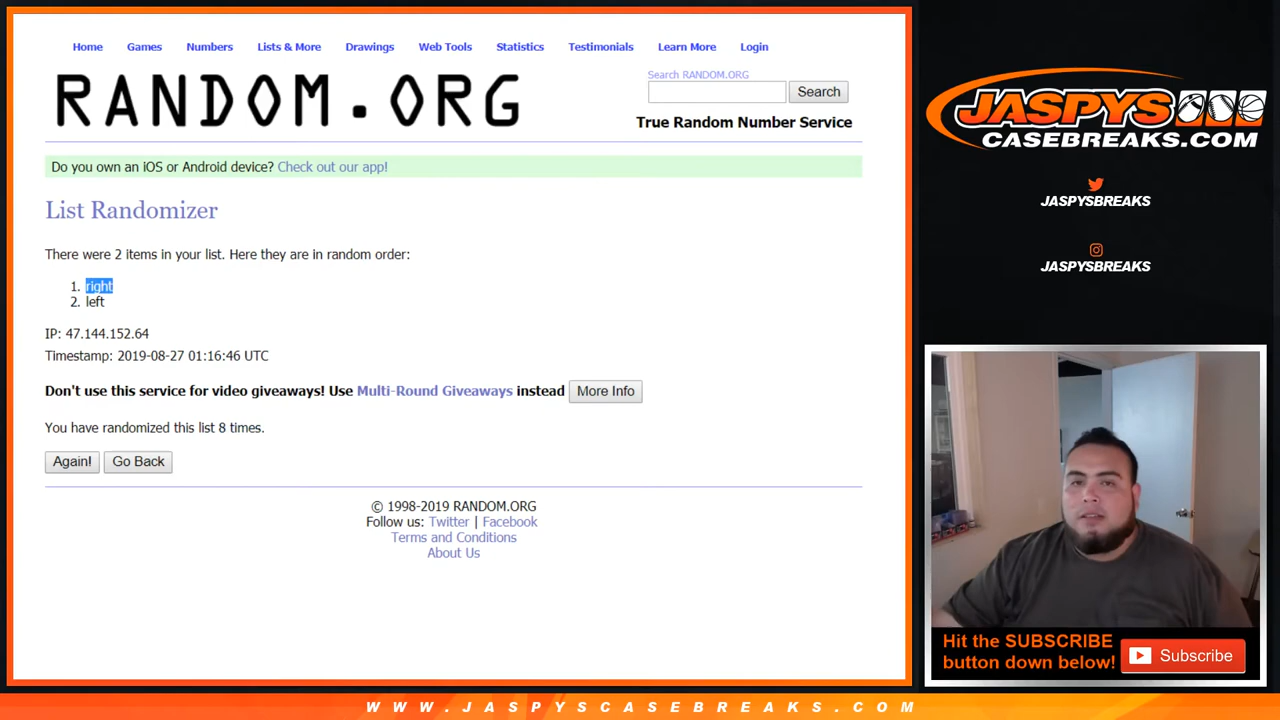 Home Games Numbers Lists & More Drawings Web Tools Statistics Testimonials Learn More Login
RANDOM.ORG
Search RANDOM.ORG
Search
True Random Number Service
Do you own an iOS or Android device? Check out our app!
List Randomizer
There were 2 items in your list. Here they are in random order:
1. right
2. left
IP: 47.144.152.64
Timestamp: 2019-08-27 01:16:46 UTC
Don't use this service for video giveaways! Use Multi-Round Giveaways instead More Info
You have randomized this list 8 times.
Again! Go Back
© 1998-2019 RANDOM.ORG
Follow us: Twitter | Facebook
Terms and Conditions
About Us
JASPYS
CASEBREAKS.COM
JASPYSBREAKS
JASPYSBREAKS
Hit the SUBSCRIBE
button down below!
Subscribe
WWW.JASPYSCASEBREAKS.COM